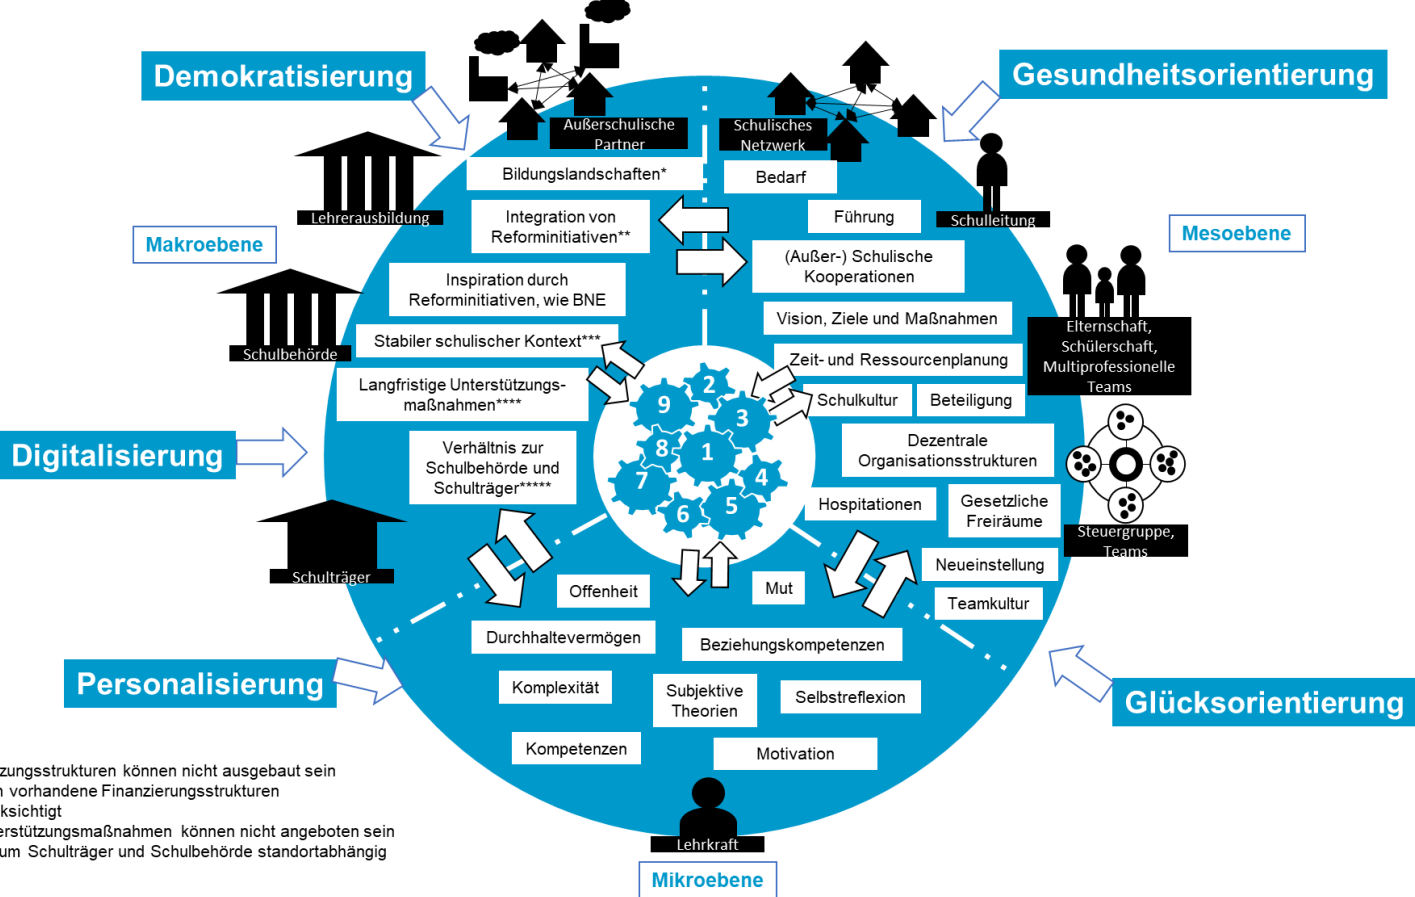 Demokratisierung
Gesundheitsorientierung
Außerschulische
Partner
Schulisches
Netzwerk
Bildungslandschaften*
Bedarf
Lehrerausbildung
Integration von
Reforminitiativen**
Führung
Schulleitung
Makroebene
Mesoebene
(Außer-) Schulische
Kooperationen
Inspiration durch
Reforminitiativen, wie BNE
Vision, Ziele und Maßnahmen
Elternschaft,
Schülerschaft,
Multiprofessionelle
Teams
Stabiler schulischer Kontext***
Schulbehörde
Zeit- und Ressourcenplanung
Langfristige Unterstützungs-
maßnahmen****
Schulkultur
Beteiligung
2
9
3
8
1
7
4
6
5
Digitalisierung
Verhältnis zur
Schulbehörde und
Schulträger*****
Dezentrale
Organisationsstrukturen
Hospitationen
Gesetzliche
Freiräume
Steuergruppe,
Teams
Schulträger
Neueinstellung
Teamkultur
Offenheit
Mut
Durchhaltevermögen
Beziehungskompetenzen
Personalisierung
Glücksorientierung
Komplexität
Subjektive
Theorien
Selbstreflexion
Kompetenzen
Motivation
zungsstrukturen können nicht ausgebaut sein
vorhandene Finanzierungsstrukturen
ksichtigt
erstützungsmaßnahmen können nicht angeboten sein
um Schulträger und Schulbehörde standortabhängig
Lehrkraft
Mikroebene